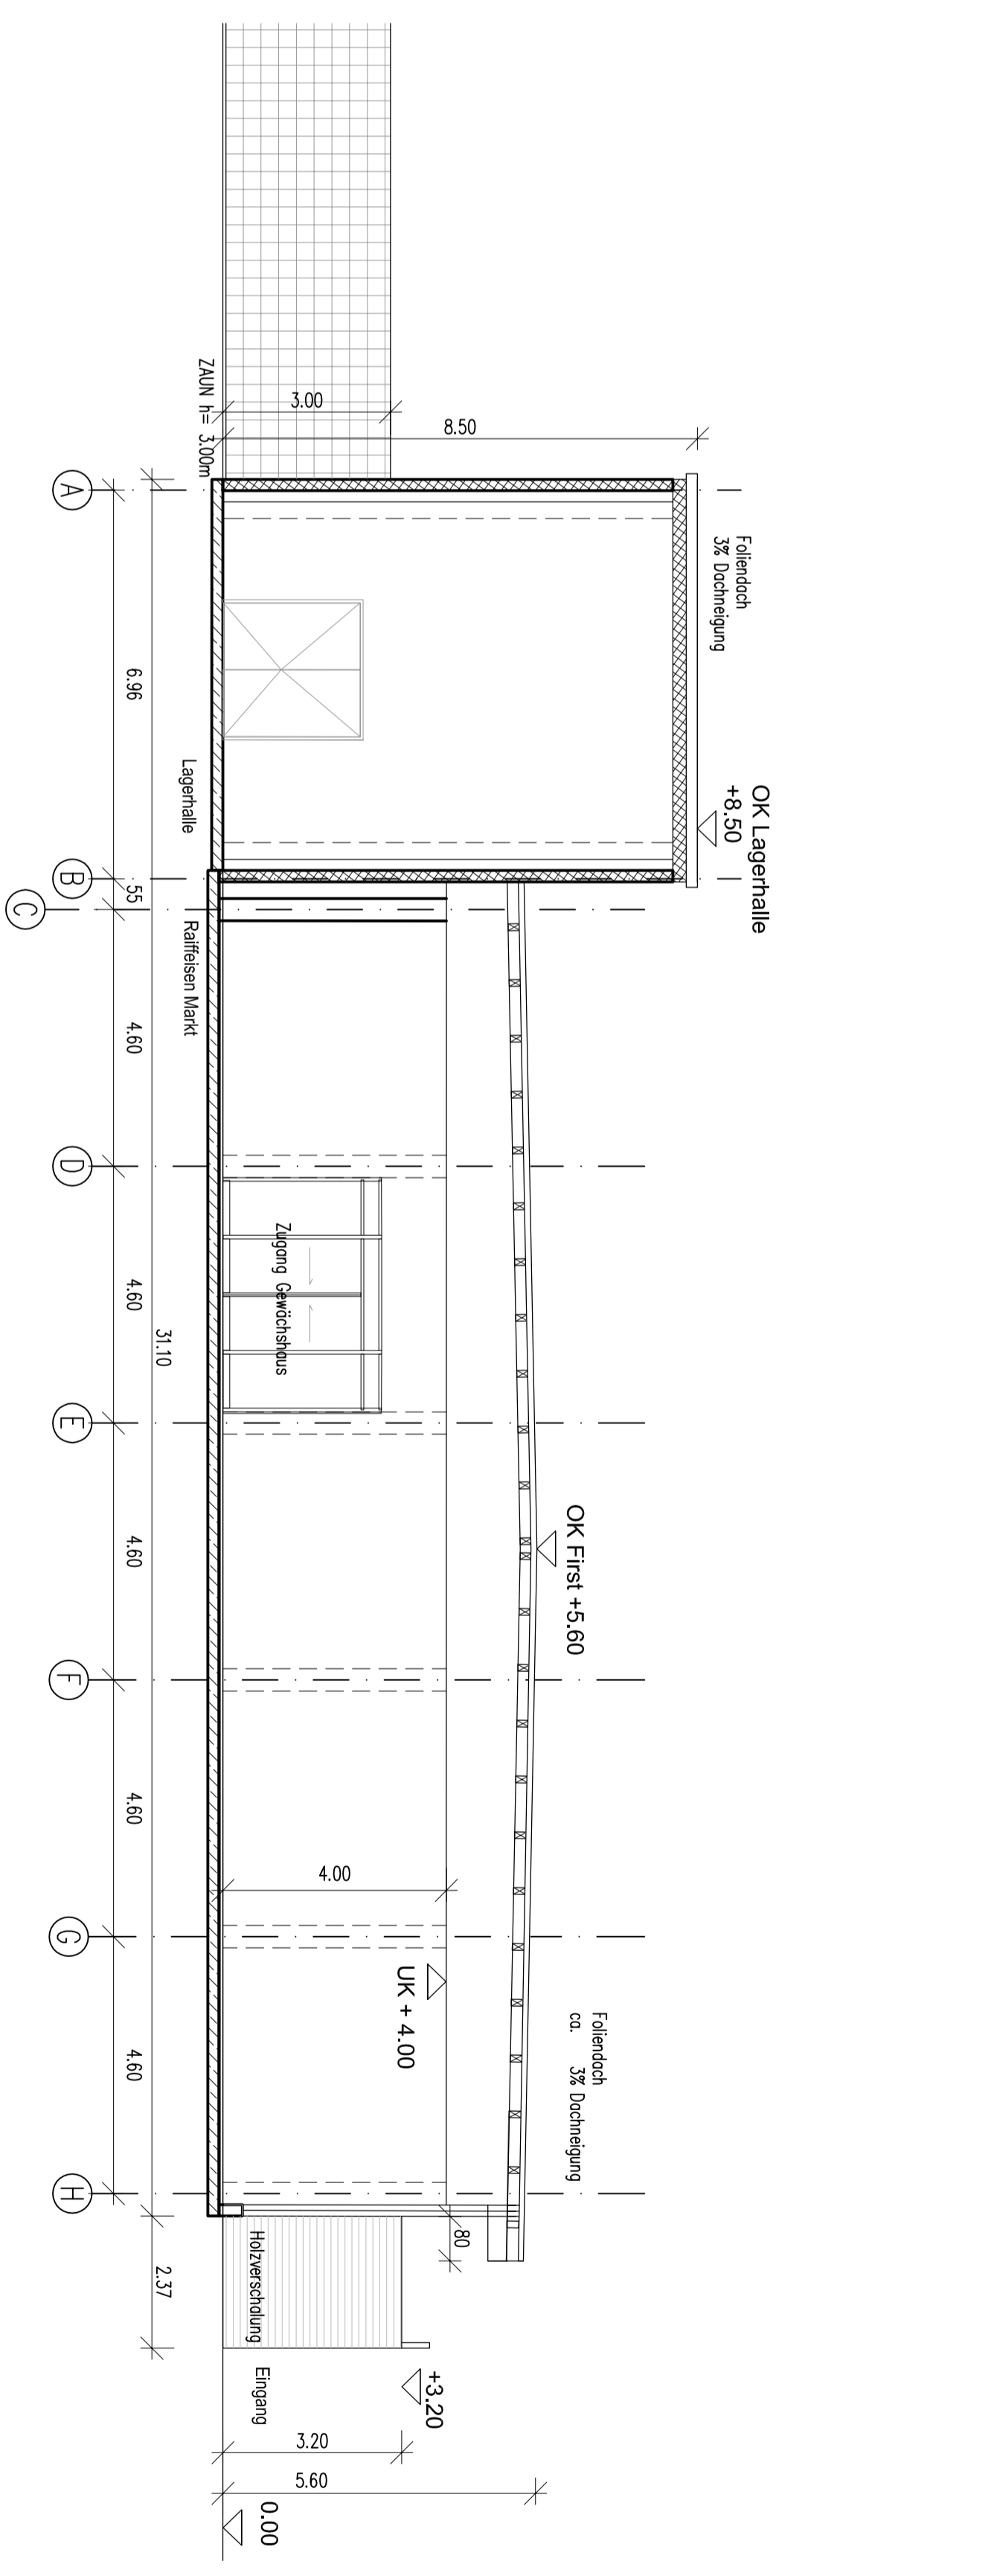 3.00
8.50
ZAUN h= 3.00m
Foliendach
3% Dachneigung
OK Lagerhalle
+8.50
Lagerhalle
Raiffeisen Markt
Zugang Gewächshaus
OK First +5.60
4.00
UK + 4.00
Foliendach
ca. 3% Dachneigung
80
Holzverschalung
Eingang
+3.20
3.20
5.60
0.00
6.96
55
4.60
4.60
4.60
4.60
4.60
31.10
2.37
A
B
C
D
E
F
G
H